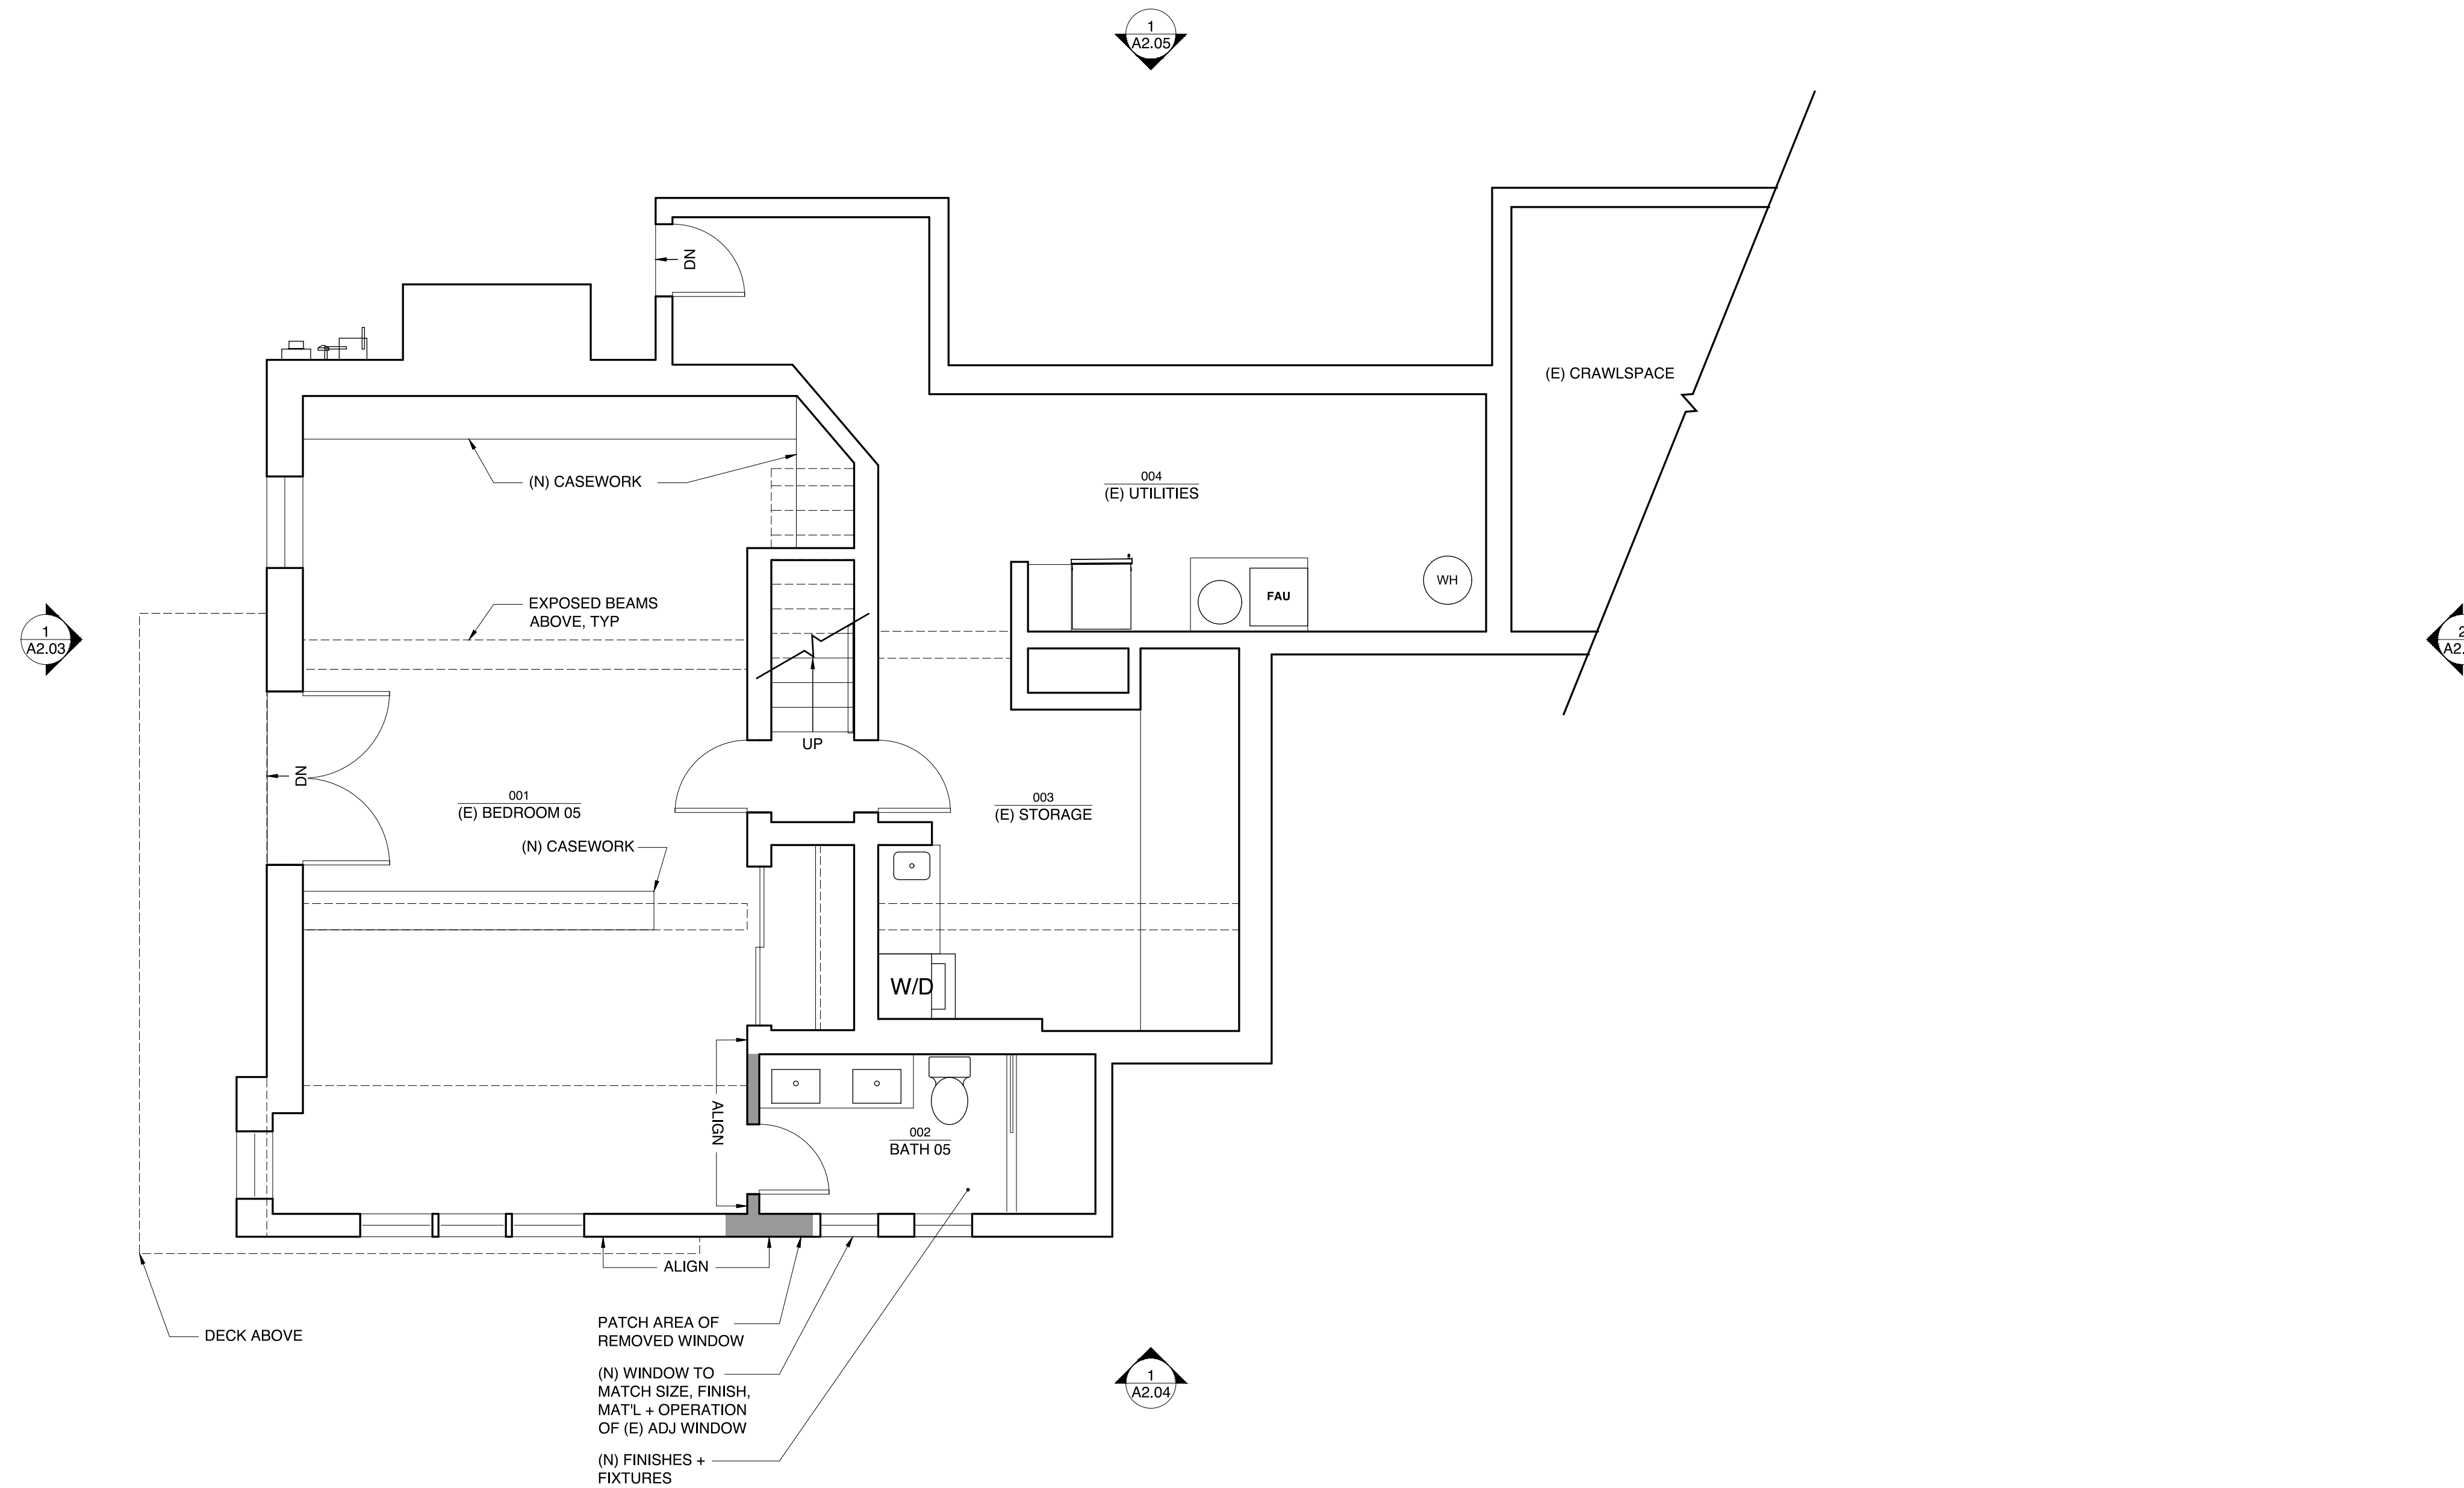 1
A2.05
DN
(E) CRAWLSPACE
(N) CASEWORK
004
(E) UTILITIES
WH
FAU
EXPOSED BEAMS
ABOVE, TYP
1
A2.03
2
A2.
UP
DN
001
(E) BEDROOM 05
003
(E) STORAGE
(N) CASEWORK
W/D
ALIGN
002
BATH 05
ALIGN
DECK ABOVE
PATCH AREA OF
REMOVED WINDOW
(N) WINDOW TO
MATCH SIZE, FINISH,
MAT'L + OPERATION
OF (E) ADJ WINDOW
(N) FINISHES +
FIXTURES
1
A2.04